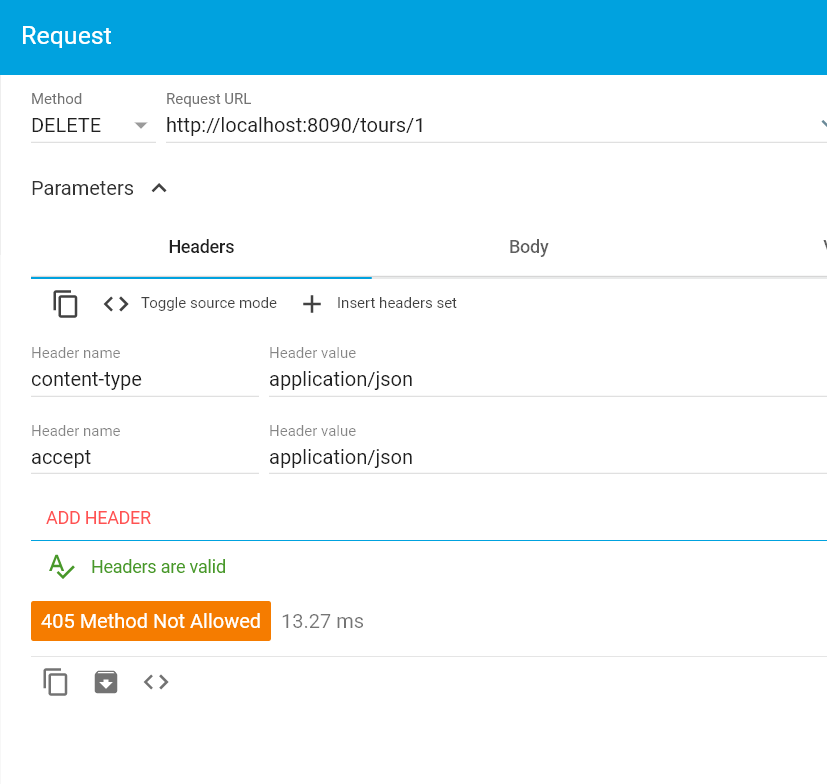 Request
Method
Request URL
DELETE
http://localhost:8090/tours/1
Parameters
Headers
Body
Toggle source mode
Insert headers set
Header name
Header value
content-type
application/json
Header name
Header value
accept
application/json
ADD HEADER
Headers are valid
405 Method Not Allowed
13.27 ms